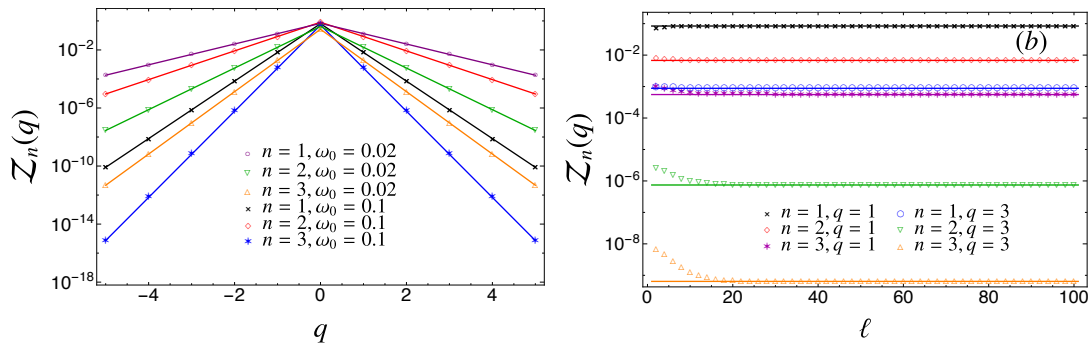 10^{-2}
10^{-6}
10^{-10}
10^{-14}
10^{-18}
Z_n(q)
n = 1, ω_0 = 0.02
n = 2, ω_0 = 0.02
n = 3, ω_0 = 0.02
n = 1, ω_0 = 0.1
n = 2, ω_0 = 0.1
n = 3, ω_0 = 0.1
-4 -2 0 2 4
q
(b)
10^{-2}
10^{-4}
10^{-6}
10^{-8}
Z_n(q)
n = 1, q = 1 n = 1, q = 3
n = 2, q = 1 n = 2, q = 3
n = 3, q = 1 n = 3, q = 3
0 20 40 60 80 100
ℓ